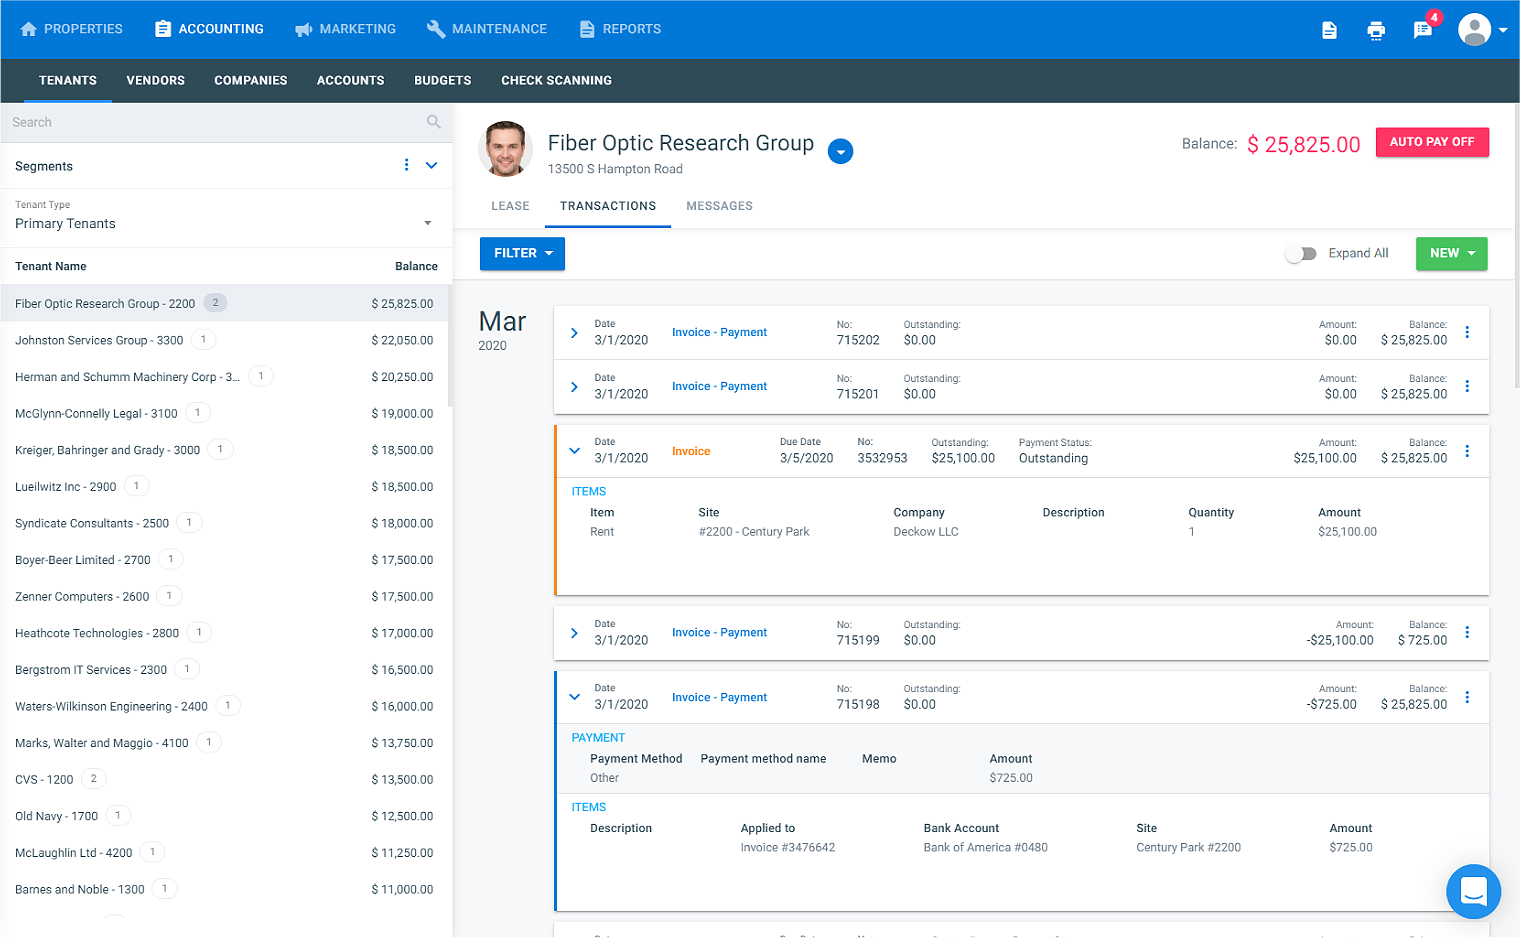 PROPERTIES ACCOUNTING MARKETING MAINTENANCE REPORTS 4
TENANTS VENDORS COMPANIES ACCOUNTS BUDGETS CHECK SCANNING
Search
Segments
Tenant Type
Primary Tenants
Tenant Name Balance
Fiber Optic Research Group - 2200 2 $ 25,825.00
Johnston Services Group - 3300 1 $ 22,050.00
Herman and Schumm Machinery Corp - 3... 1 $ 20,250.00
McGlynn-Connelly Legal - 3100 1 $ 19,000.00
Kreiger, Bahringer and Grady - 3000 1 $ 18,500.00
Lueilwitz Inc - 2900 1 $ 18,500.00
Syndicate Consultants - 2500 1 $ 18,000.00
Boyer-Beer Limited - 2700 1 $ 17,500.00
Zenner Computers - 2600 1 $ 17,500.00
Heathcote Technologies - 2800 1 $ 17,000.00
Bergstrom IT Services - 2300 1 $ 16,500.00
Waters-Wilkinson Engineering - 2400 1 $ 16,000.00
Marks, Walter and Maggio - 4100 1 $ 13,750.00
CVS - 1200 2 $ 13,500.00
Old Navy - 1700 1 $ 12,500.00
McLaughlin Ltd - 4200 1 $ 11,250.00
Barnes and Noble - 1300 1 $ 11,000.00
Fiber Optic Research Group
13500 S Hampton Road
Balance: $ 25,825.00 AUTO PAY OFF
LEASE TRANSACTIONS MESSAGES
FILTER Expand All NEW
Mar
2020
Date No: Outstanding: Amount: Balance:
3/1/2020 Invoice - Payment 715202 $0.00 $0.00 $ 25,825.00
Date No: Outstanding: Amount: Balance:
3/1/2020 Invoice - Payment 715201 $0.00 $0.00 $ 25,825.00
Date Due Date No: Outstanding: Payment Status: Amount: Balance:
3/1/2020 Invoice 3/5/2020 3532953 $25,100.00 Outstanding $25,100.00 $ 25,825.00
ITEMS
Item Site Company Description Quantity Amount
Rent #2200 - Century Park Deckow LLC 1 $25,100.00
Date No: Outstanding: Amount: Balance:
3/1/2020 Invoice - Payment 715199 $0.00 -$25,100.00 $ 725.00
Date No: Outstanding: Amount: Balance:
3/1/2020 Invoice - Payment 715198 $0.00 -$725.00 $ 25,825.00
PAYMENT
Payment Method Payment method name Memo Amount
Other $725.00
ITEMS
Description Applied to Bank Account Site Amount
Invoice #3476642 Bank of America #0480 Century Park #2200 $725.00